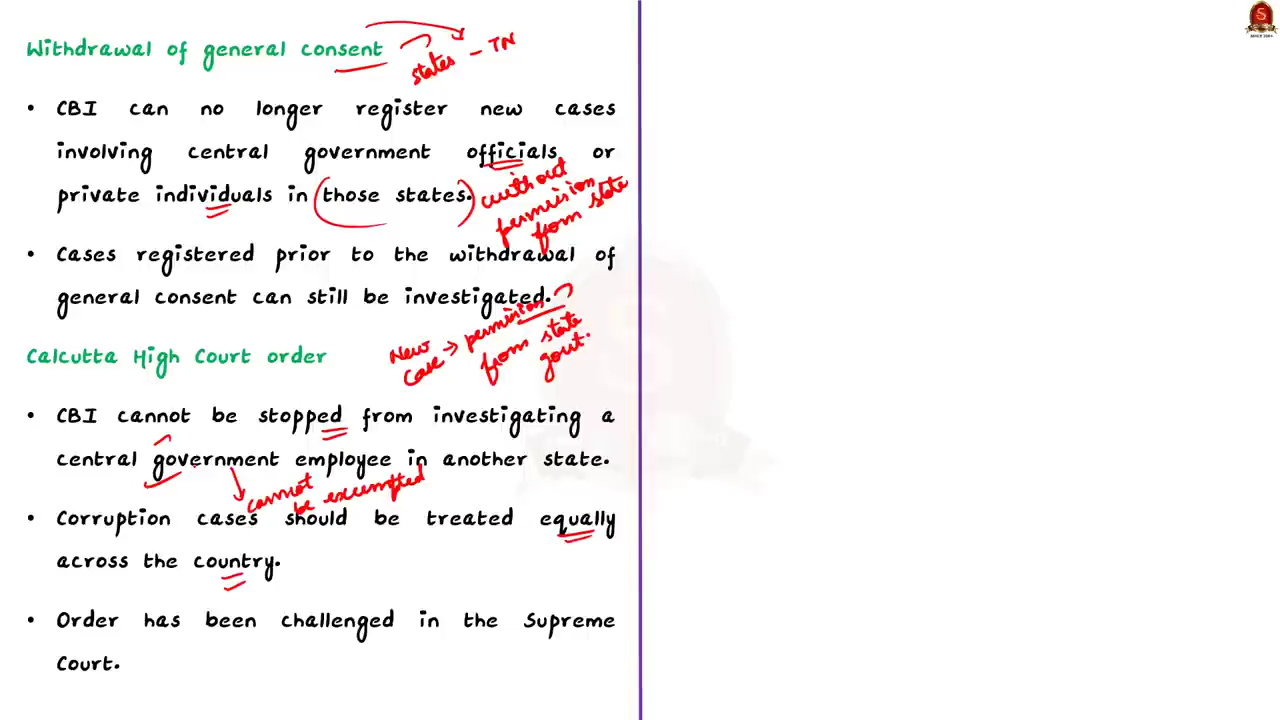 Withdrawal of general consent
states - TN
• CBI can no longer register new cases
involving central government officials or
private individuals in (those states.)
without
permission
from state
• Cases registered prior to the withdrawal of
general consent can still be investigated.
New case → permission
from state
govt.
Calcutta High Court order
• CBI cannot be stopped from investigating a
central government employee in another state.
cannot
be excempted
• Corruption cases should be treated equally
across the country.
• Order has been challenged in the Supreme
Court.
S